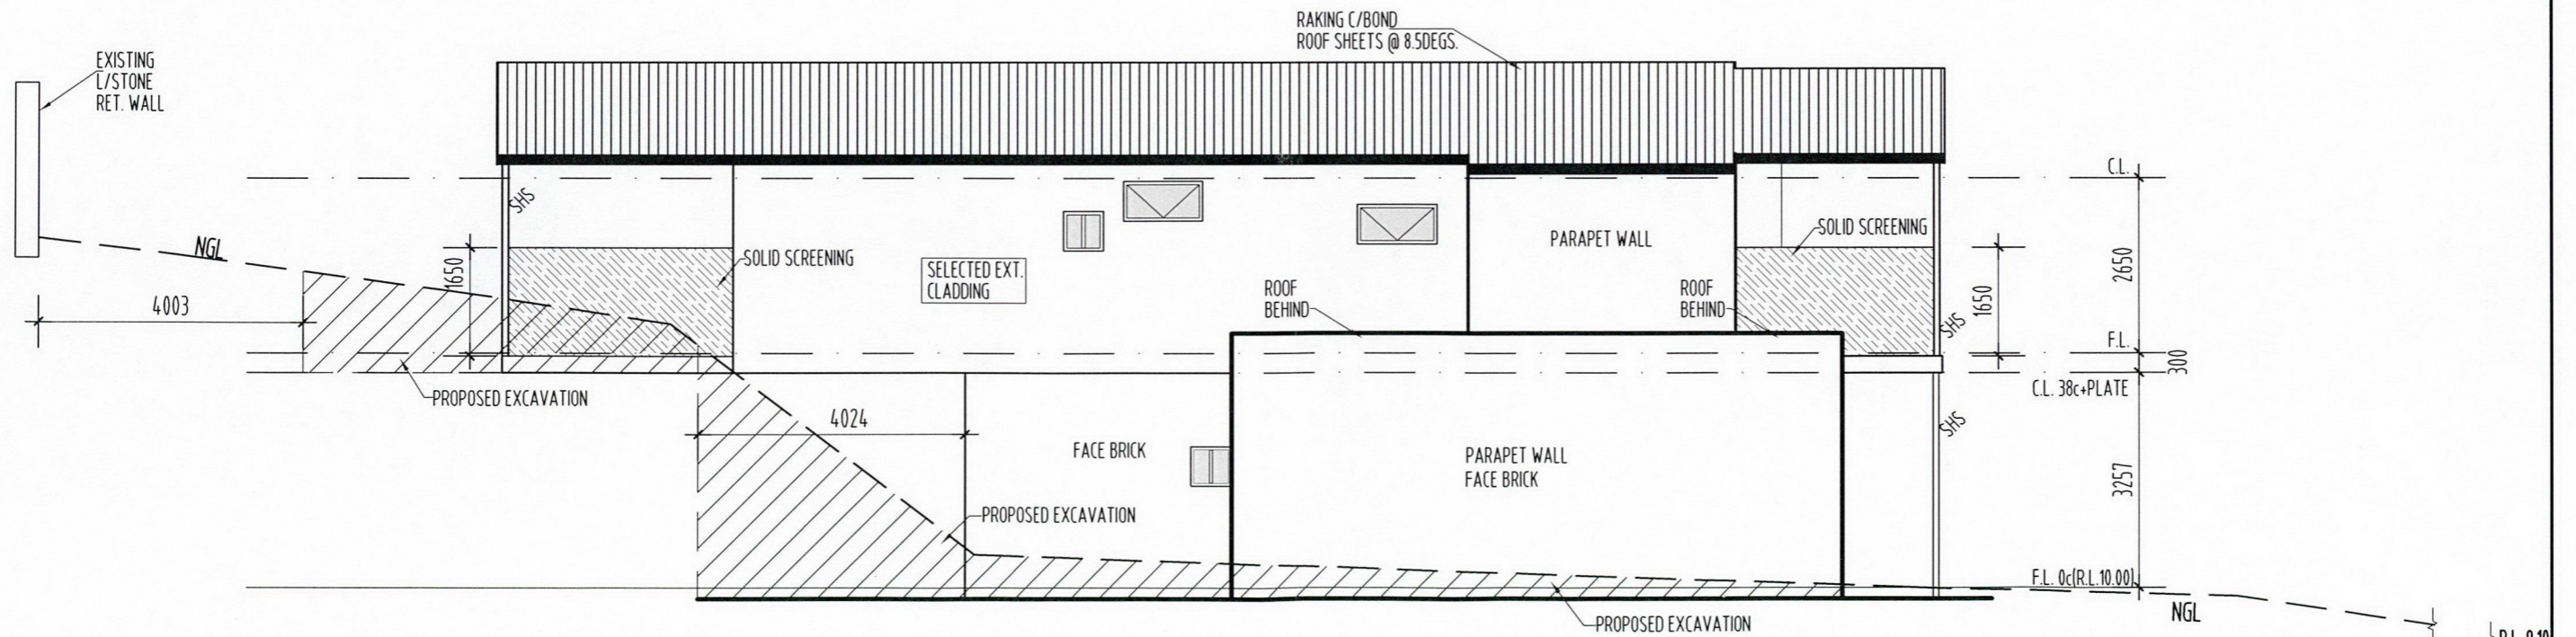 RAKING C/BOND
ROOF SHEETS @ 8.5DEGS.
EXISTING
L/STONE
RET. WALL
C.L.
SHS
NGL
SOLID SCREENING
PARAPET WALL
SOLID SCREENING
1650
SELECTED EXT.
CLADDING
2650
ROOF
BEHIND
ROOF
BEHIND
1650
4003
SHS
F.L.
300
PROPOSED EXCAVATION
C.L. 38c+PLATE
4024
SHS
FACE BRICK
PARAPET WALL
FACE BRICK
3257
PROPOSED EXCAVATION
F.L. 0c(R.L.10.00)
NGL
PROPOSED EXCAVATION